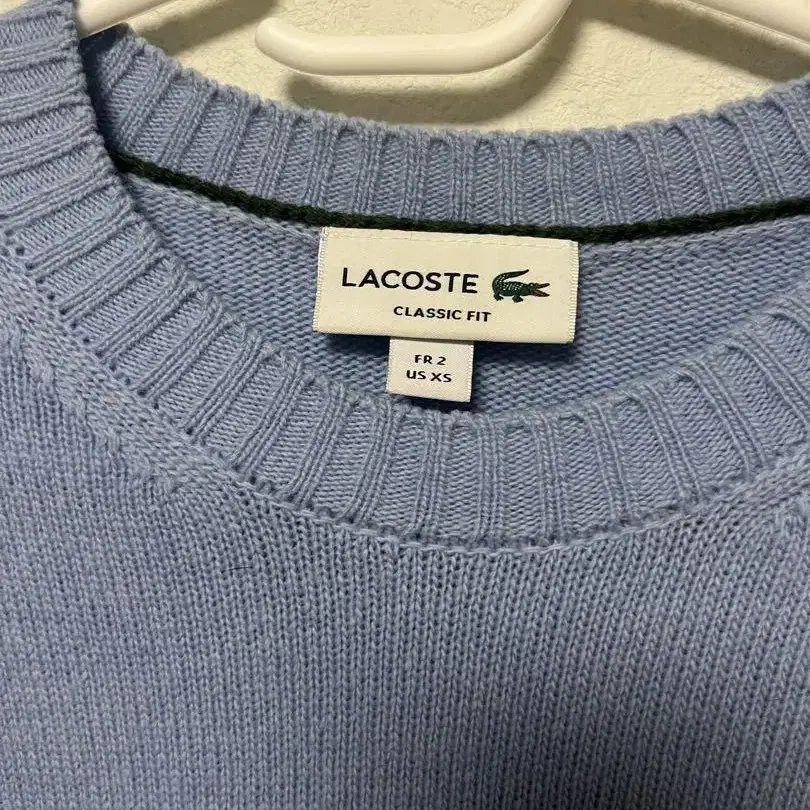 LACOSTE
CLASSIC FIT
FR 2
US XS